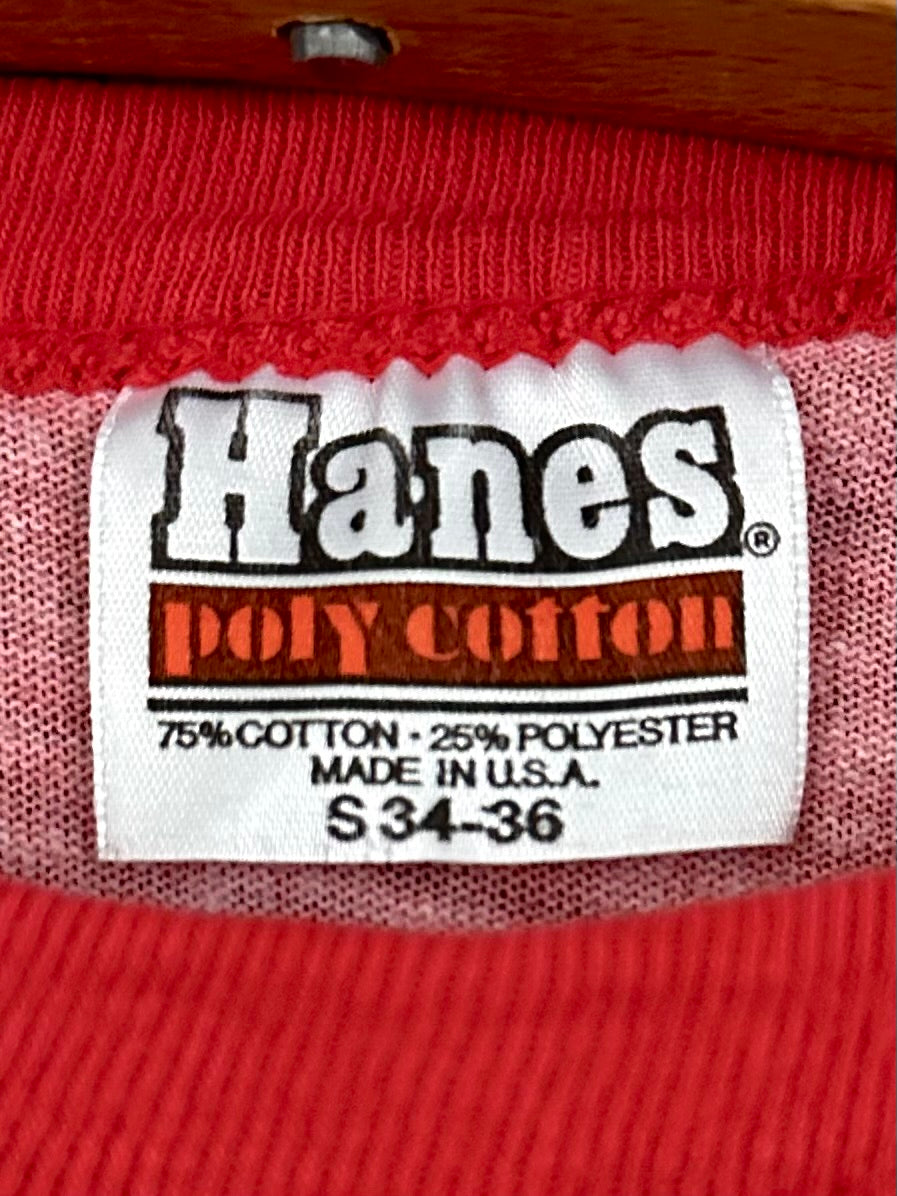 Hanes®
poly cotton
75% COTTON · 25% POLYESTER
MADE IN U.S.A.
S 34-36